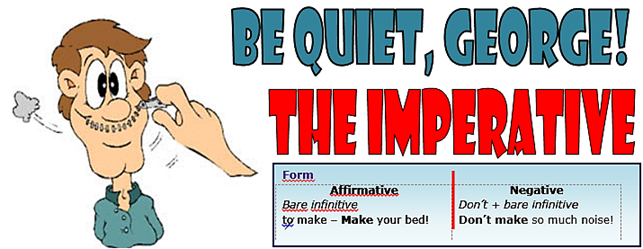 BE QUIET, GEORGE!
THE IMPERATIVE
Form
Affirmative
Bare infinitive
to make – Make your bed!
Negative
Don't + bare infinitive
Don't make so much noise!